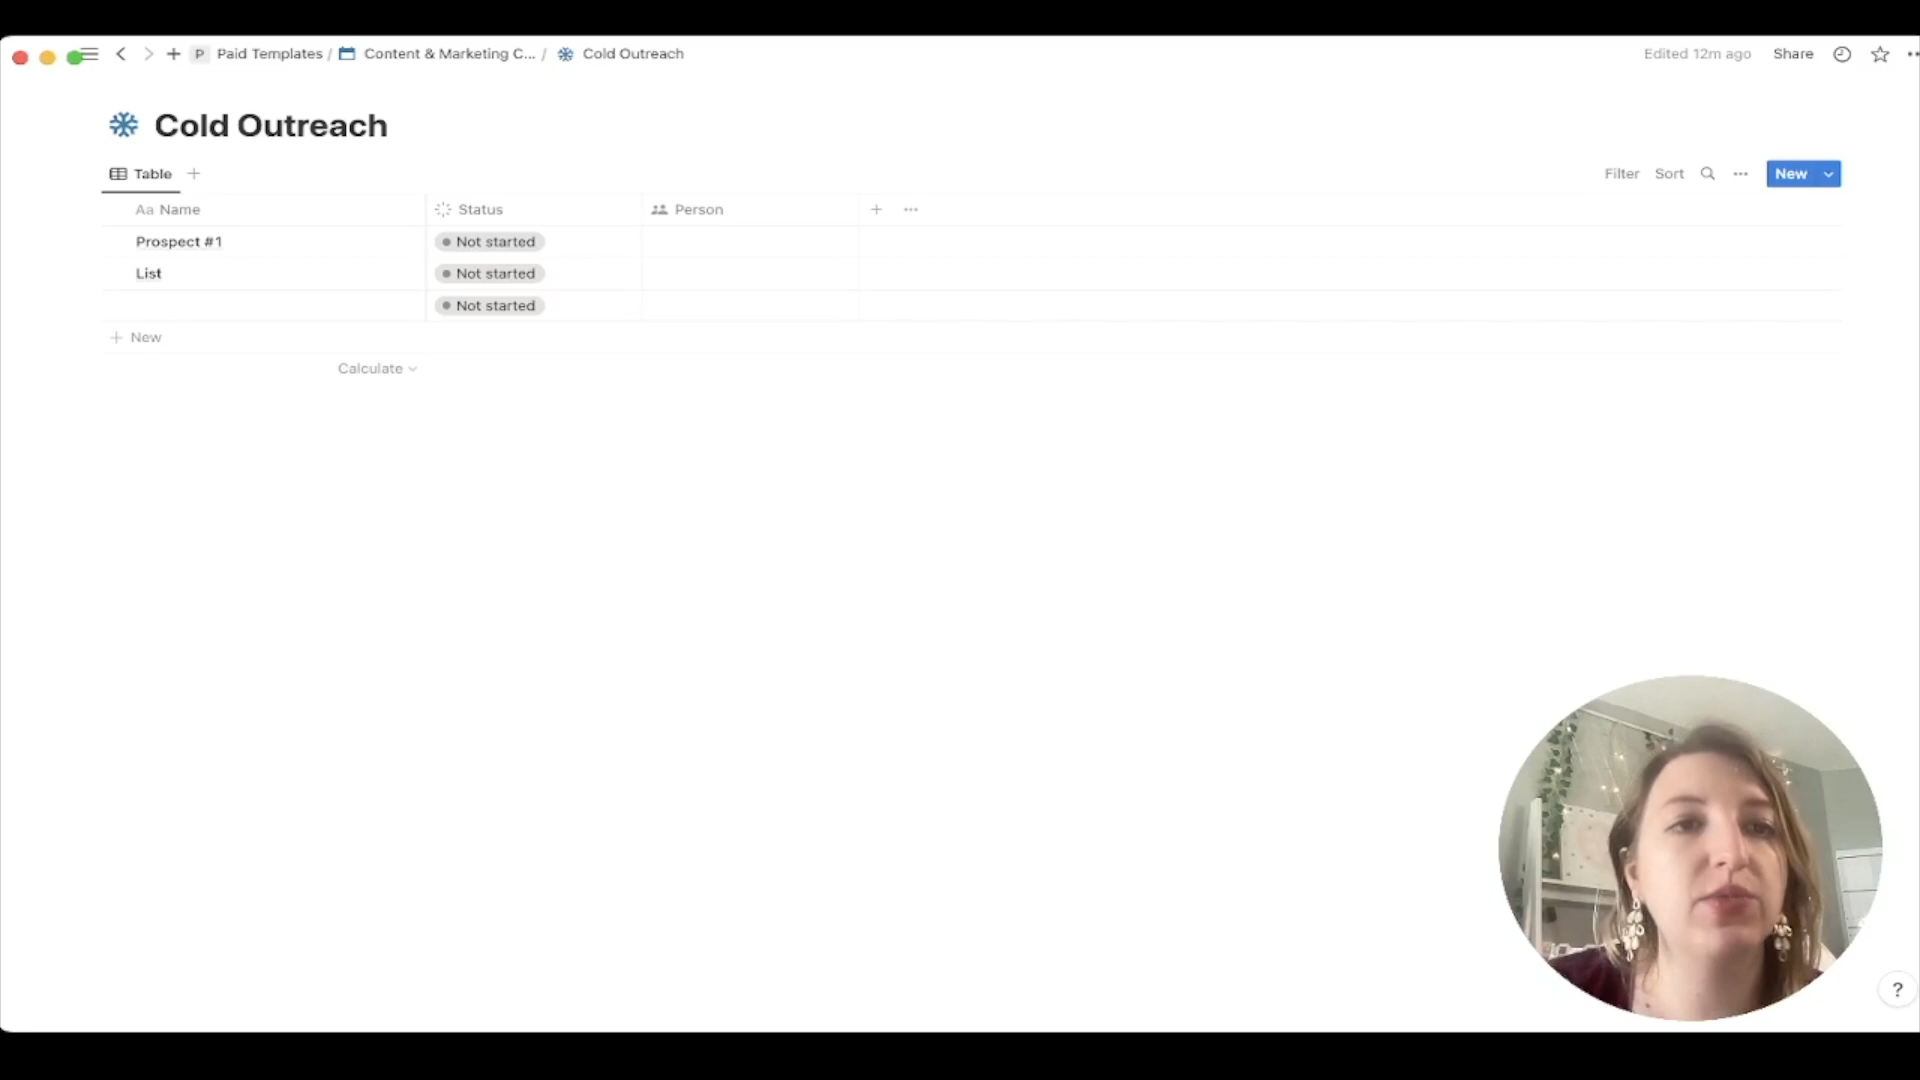 Paid Templates / Content & Marketing C... / Cold Outreach
Edited 12m ago Share
Cold Outreach
Table
Filter Sort New
Aa Name Status Person
Prospect #1 Not started
List Not started
Not started
New
Calculate
?